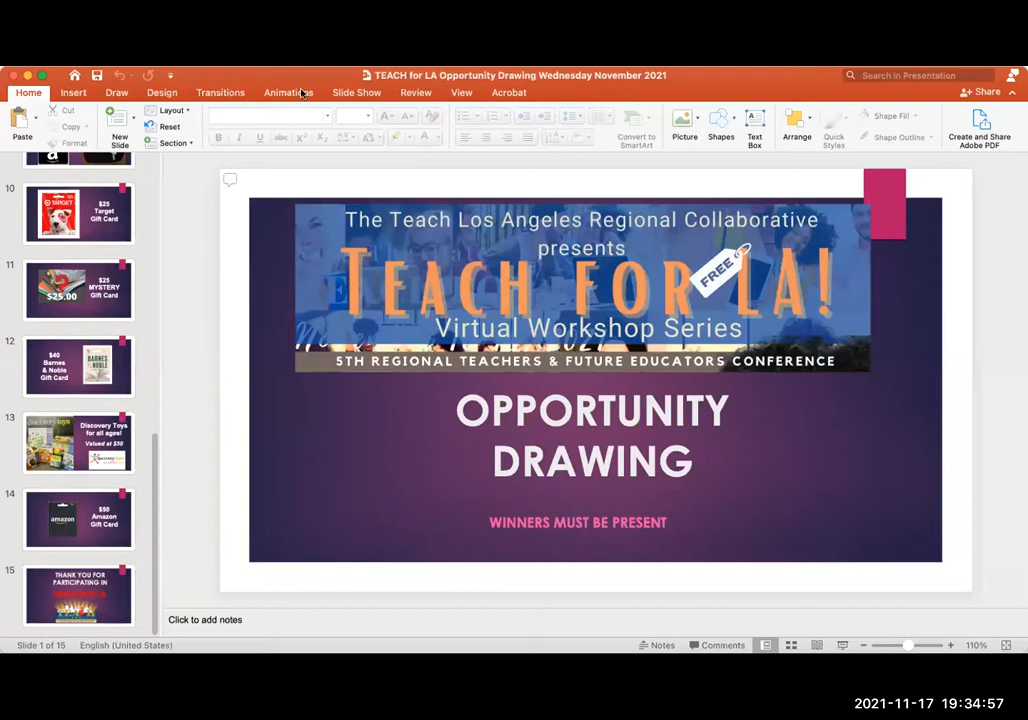 TEACH for LA Opportunity Drawing Wednesday November 2021
Search in Presentation
Home Insert Draw Design Transitions Animations Slide Show Review View Acrobat
Share
Paste
Cut
Copy
Format
New Slide
Layout
Reset
Section
Convert to SmartArt
Picture
Shapes
Text Box
Arrange
Quick Styles
Shape Fill
Shape Outline
Create and Share Adobe PDF
10
$25
Target
Gift Card
11
$25.00
$25
MYSTERY
Gift Card
12
$40
Barnes
& Noble
Gift Card
BARNES
NOBLE
13
Discovery Toys
for all ages!
Valued at $50
14
amazon
$50
Amazon
Gift Card
15
THANK YOU FOR
PARTICIPATING IN
The Teach Los Angeles Regional Collaborative
presents
TEACH FOR LA!
FREE
Virtual Workshop Series
5TH REGIONAL TEACHERS & FUTURE EDUCATORS CONFERENCE
OPPORTUNITY
DRAWING
WINNERS MUST BE PRESENT
Click to add notes
Slide 1 of 15 English (United States)
Notes Comments 110%
2021-11-17 19:34:57